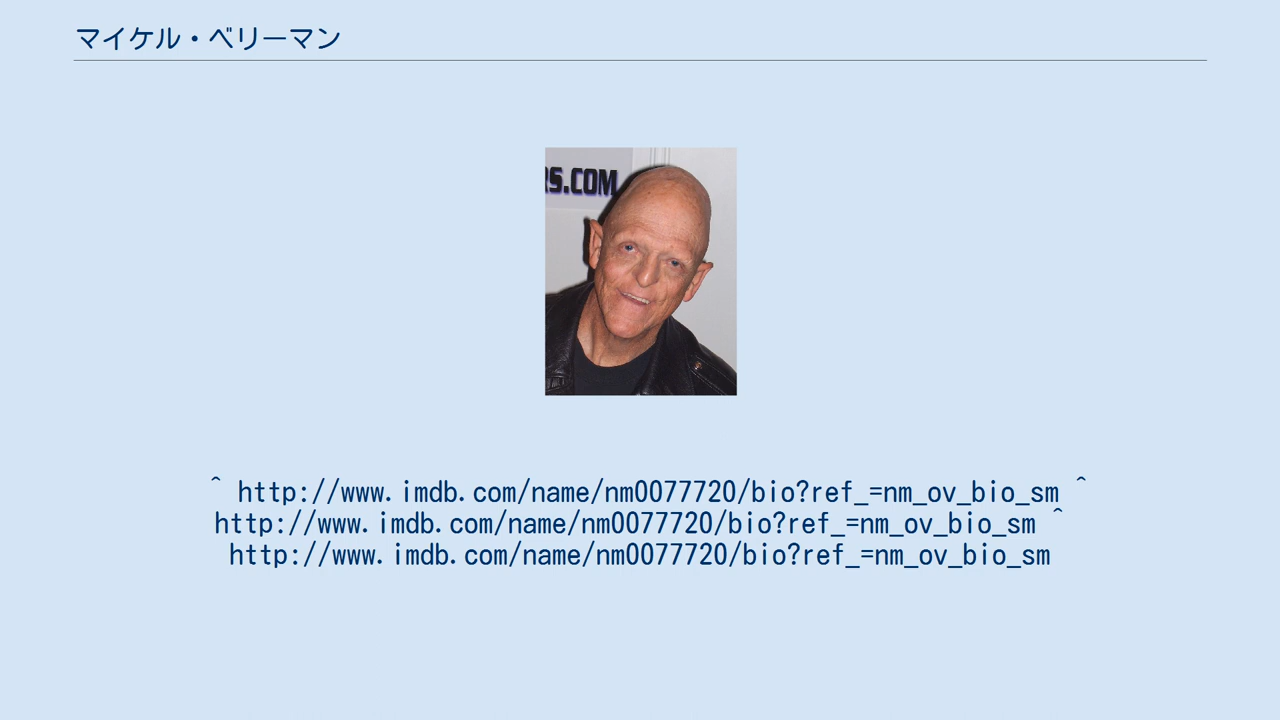 マイケル・ベリーマン
RS.COM
^ http://www.imdb.com/name/nm0077720/bio?ref_=nm_ov_bio_sm ^
http://www.imdb.com/name/nm0077720/bio?ref_=nm_ov_bio_sm ^
http://www.imdb.com/name/nm0077720/bio?ref_=nm_ov_bio_sm